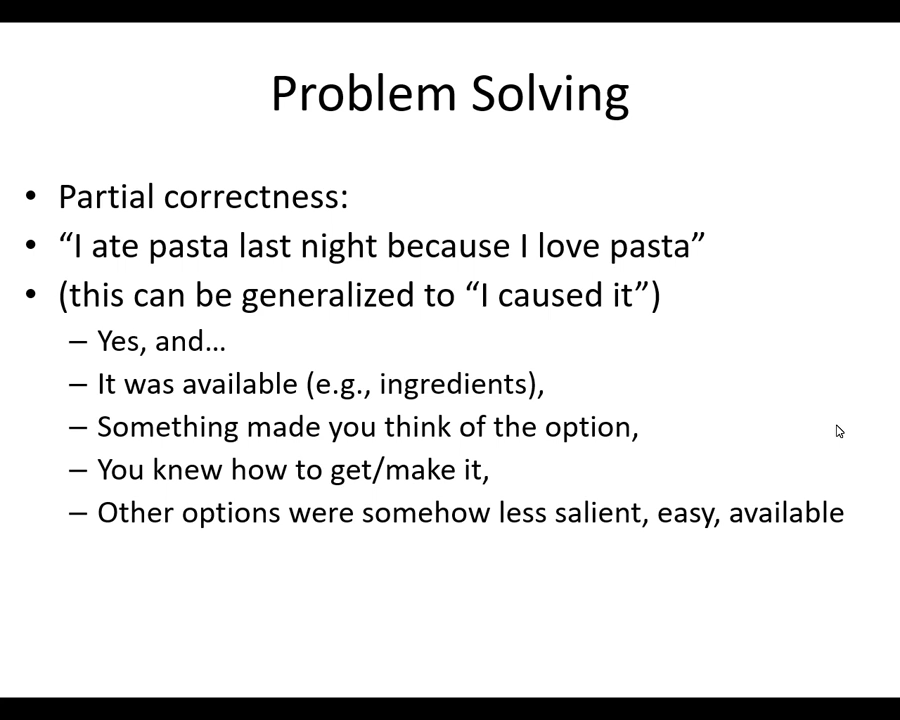 Problem Solving
• Partial correctness:
• “I ate pasta last night because I love pasta”
• (this can be generalized to “I caused it”)
– Yes, and…
– It was available (e.g., ingredients),
– Something made you think of the option,
– You knew how to get/make it,
– Other options were somehow less salient, easy, available